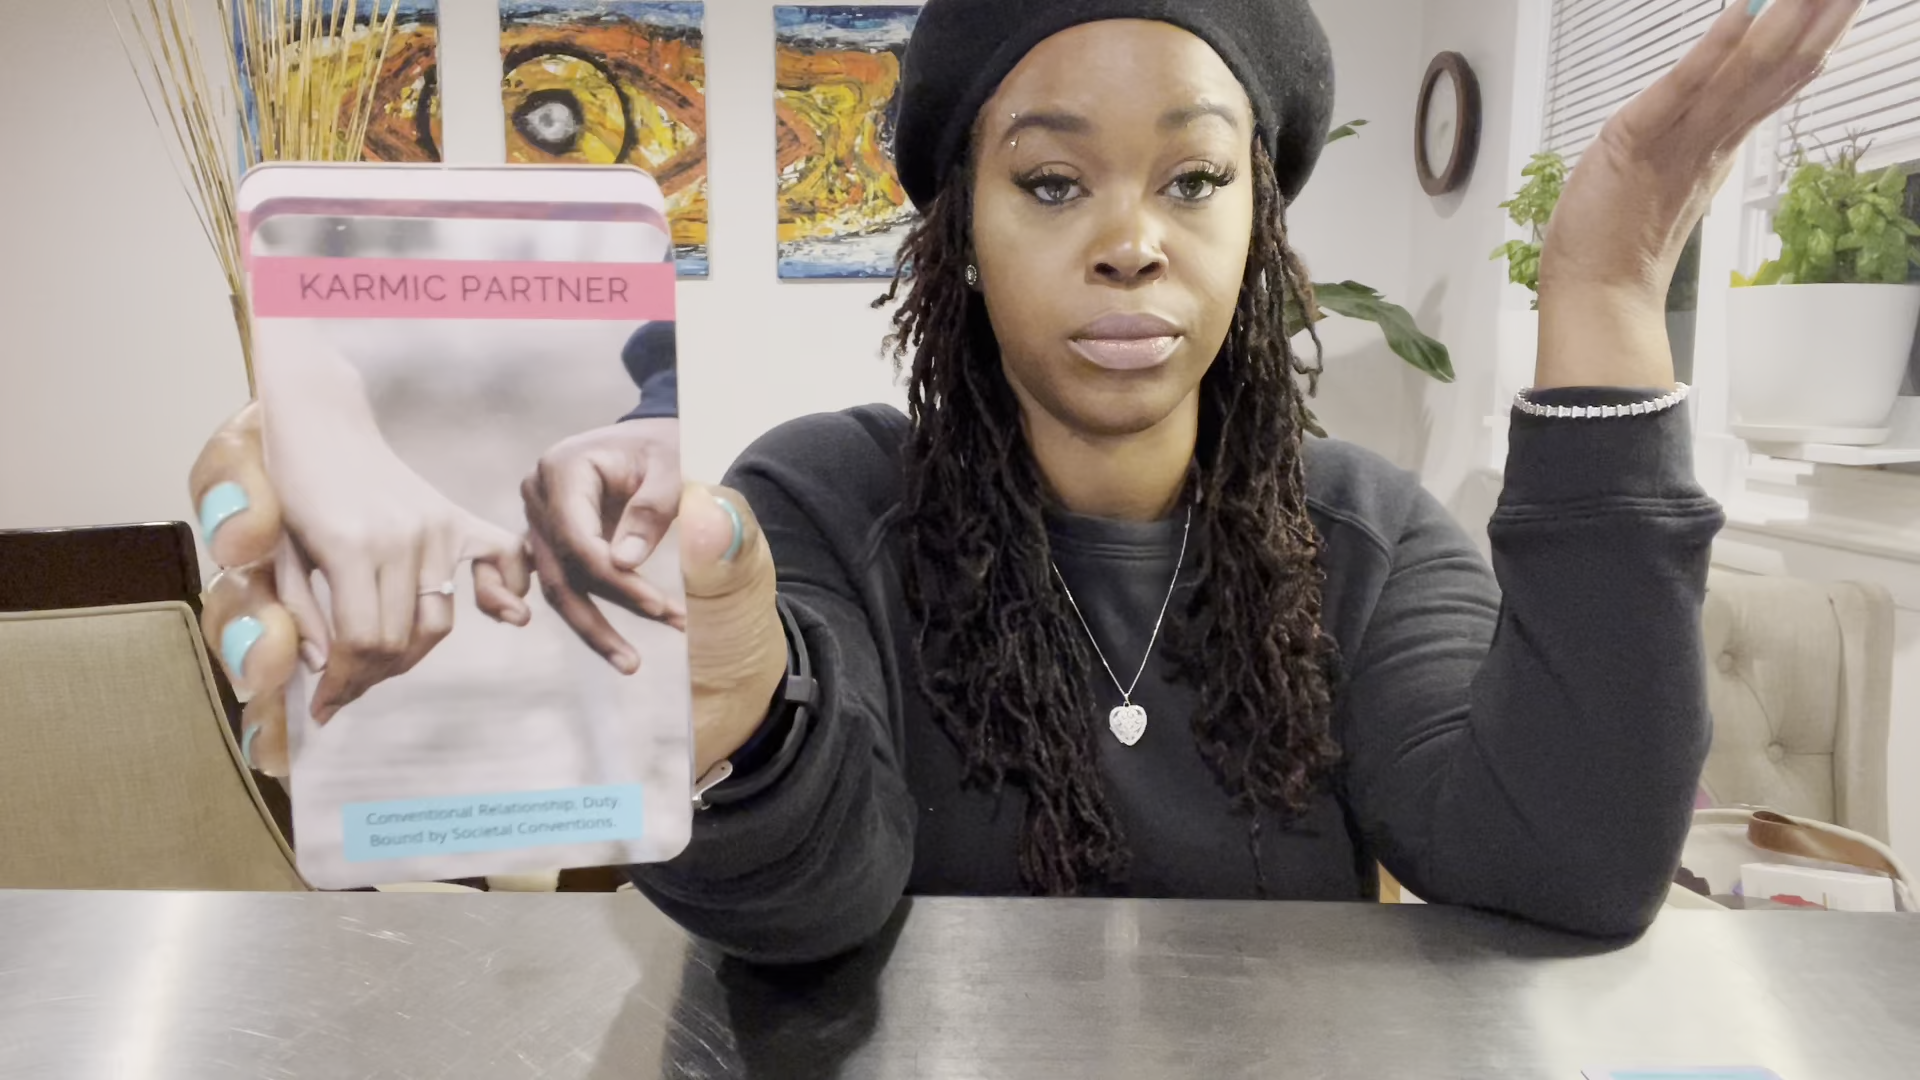 KARMIC PARTNER
Conventional Relationship, Duty
Bound by Societal Conventions.